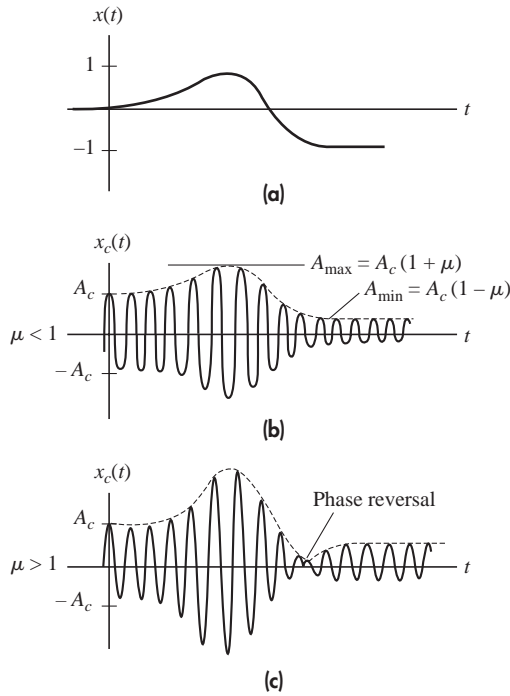 x(t)
1
t
–1
(a)
x_c(t)
A_max = A_c (1 + μ)
A_c
A_min = A_c (1 – μ)
μ < 1
t
– A_c
(b)
x_c(t)
Phase reversal
A_c
μ > 1
t
– A_c
(c)